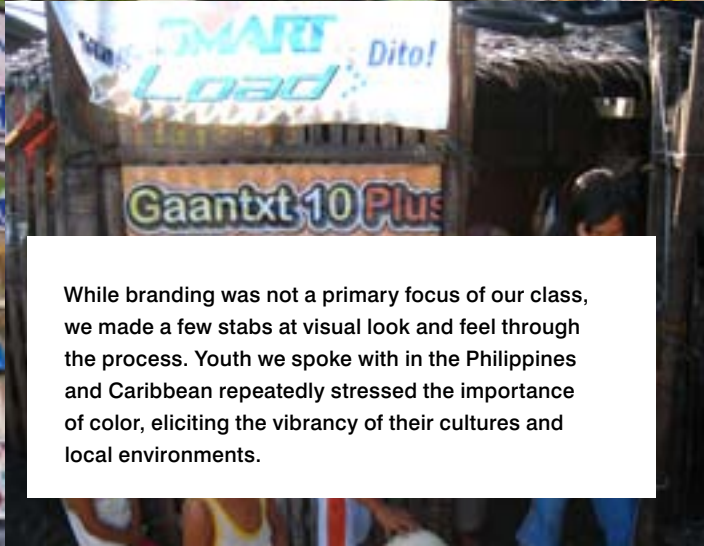 SMART
Load
Dito!
Gaantxt 10 Plus
While branding was not a primary focus of our class,
we made a few stabs at visual look and feel through
the process. Youth we spoke with in the Philippines
and Caribbean repeatedly stressed the importance
of color, eliciting the vibrancy of their cultures and
local environments.